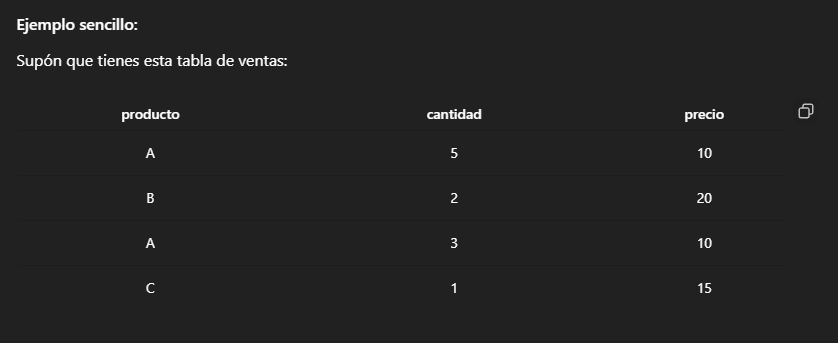 Ejemplo sencillo:
Supón que tienes esta tabla de ventas:
producto cantidad precio
A 5 10
B 2 20
A 3 10
C 1 15